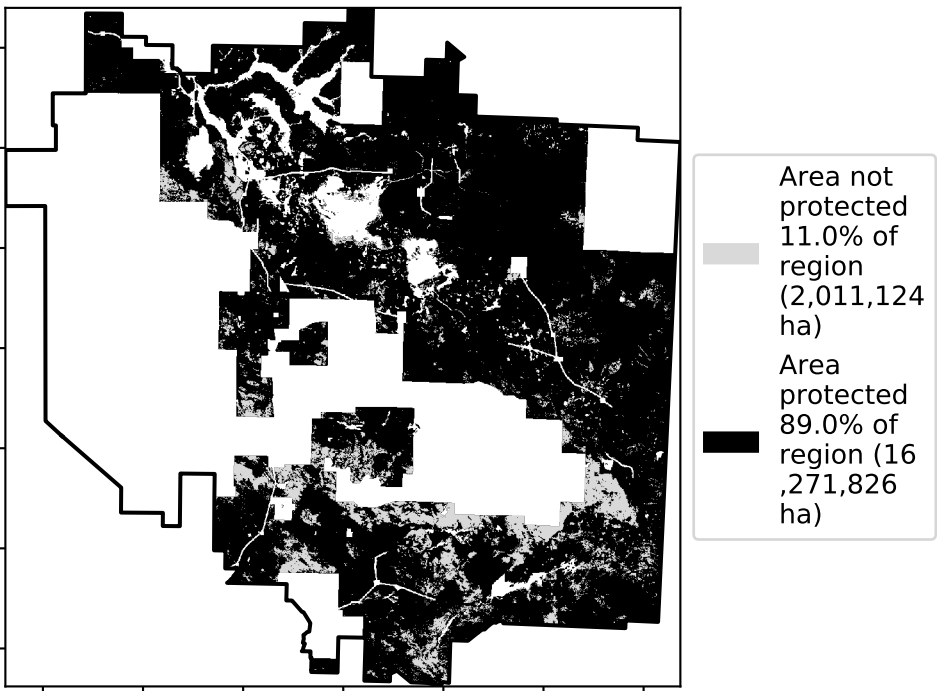 Area not
protected
11.0% of
region
(2,011,124
ha)
Area
protected
89.0% of
region (16
,271,826
ha)